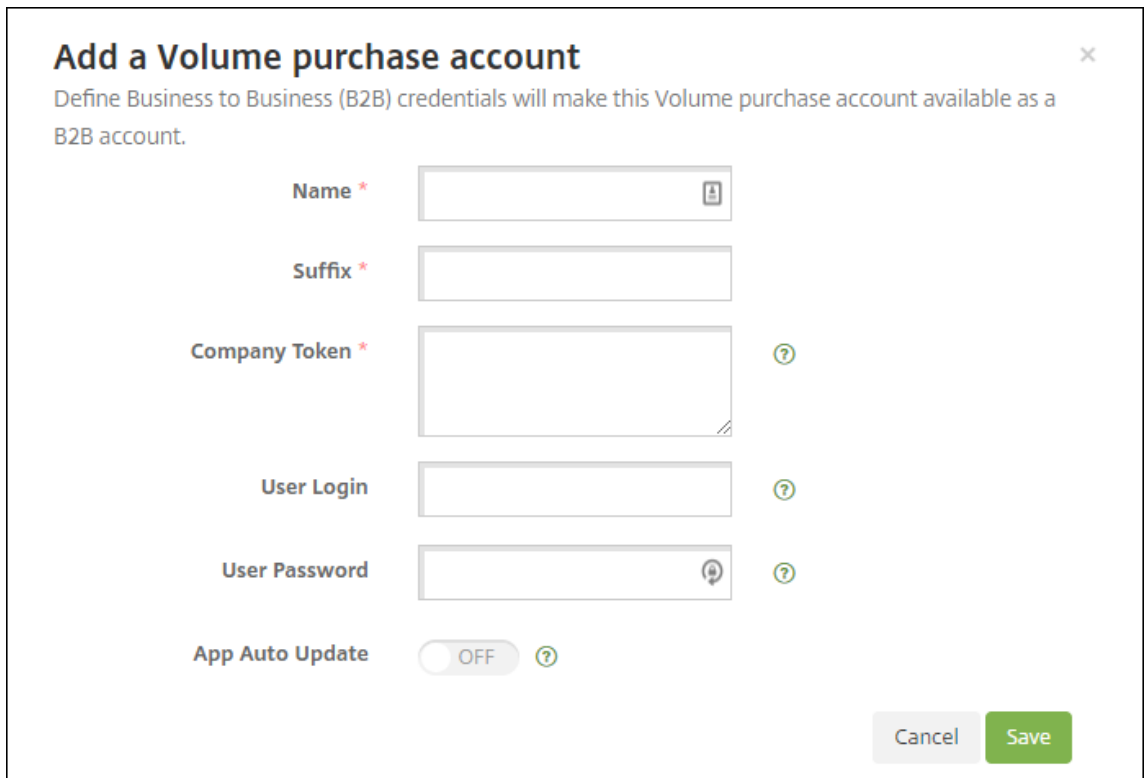 Add a Volume purchase account
×
Define Business to Business (B2B) credentials will make this Volume purchase account available as a
B2B account.
Name *
Suffix *
Company Token *
?
User Login
?
User Password
?
App Auto Update OFF ?
Cancel Save